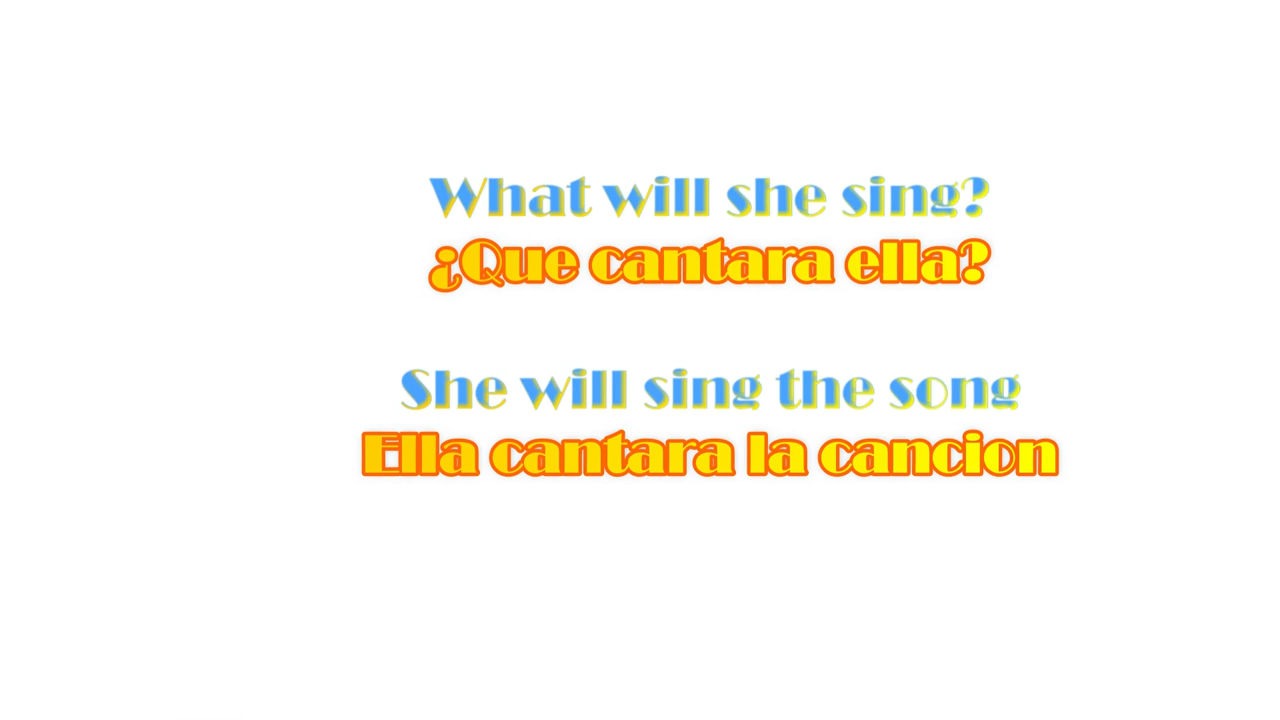 What will she sing?
¿Que cantara ella?
She will sing the song
Ella cantara la cancion